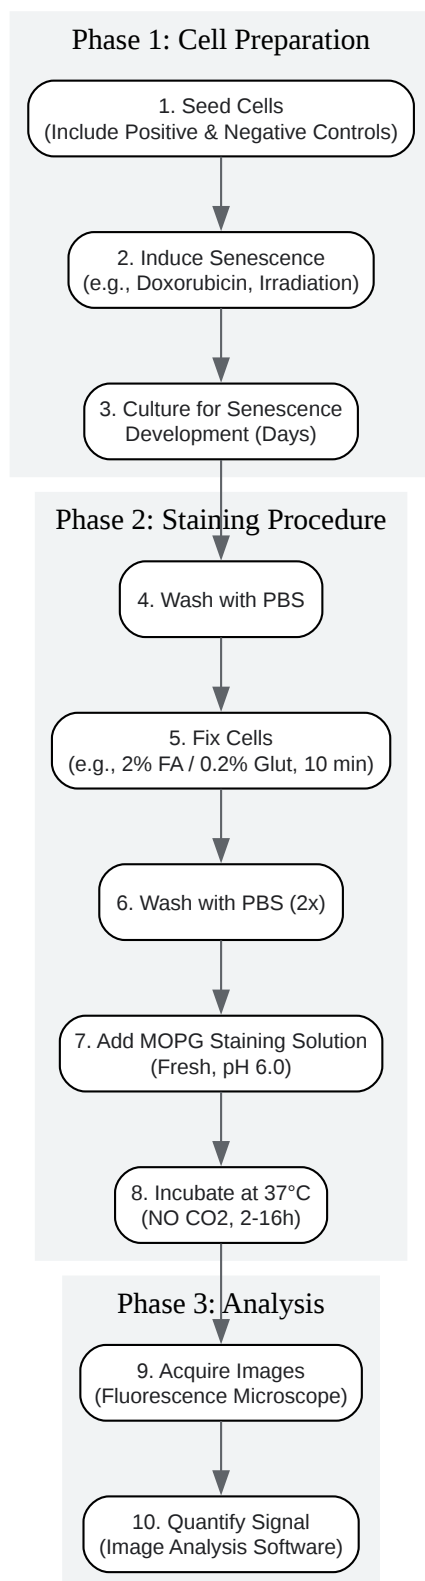 Phase 1: Cell Preparation
1. Seed Cells
(Include Positive & Negative Controls)
2. Induce Senescence
(e.g., Doxorubicin, Irradiation)
3. Culture for Senescence
Development (Days)
Phase 2: Staining Procedure
4. Wash with PBS
5. Fix Cells
(e.g., 2% FA / 0.2% Glut, 10 min)
6. Wash with PBS (2x)
7. Add MOPG Staining Solution
(Fresh, pH 6.0)
8. Incubate at 37°C
(NO CO2, 2-16h)
Phase 3: Analysis
9. Acquire Images
(Fluorescence Microscope)
10. Quantify Signal
(Image Analysis Software)